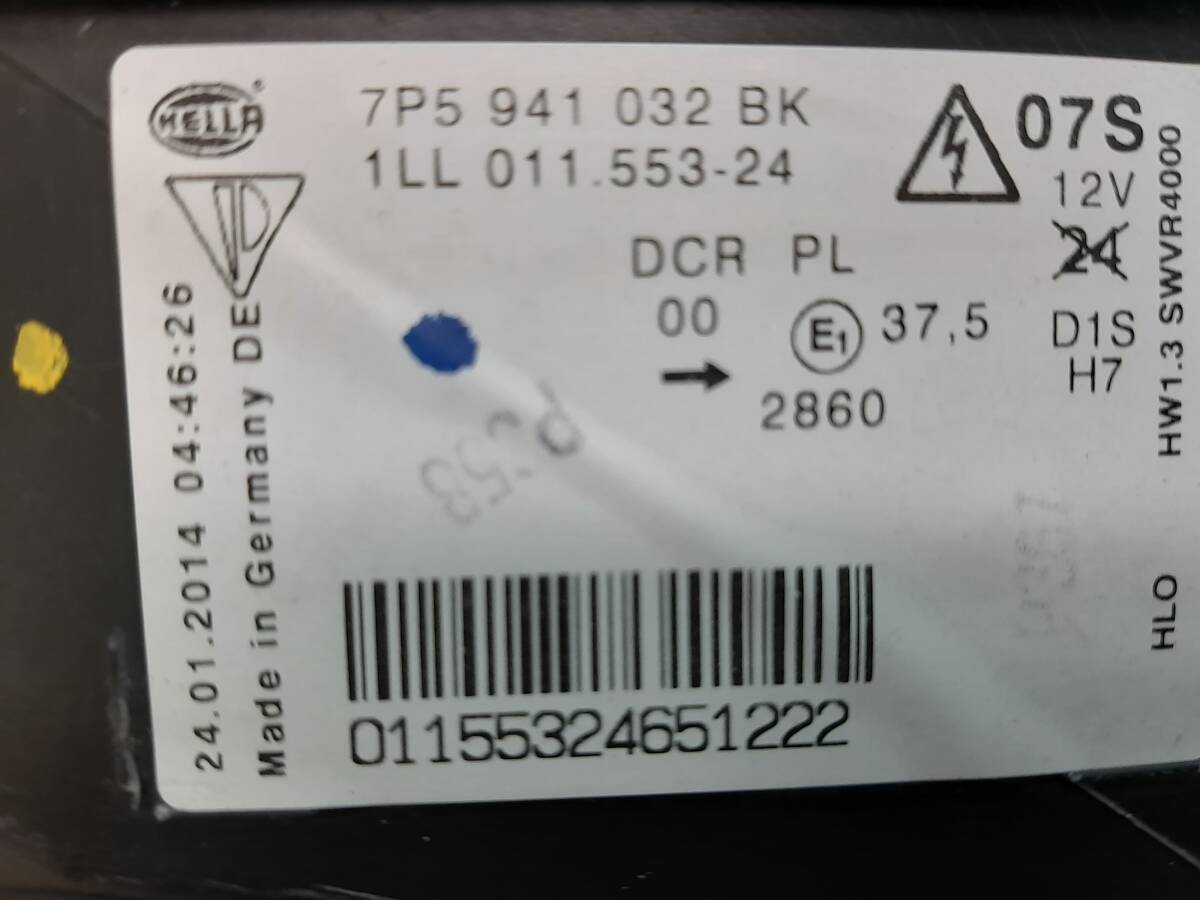 HELLA
7P5 941 032 BK
1LL 011.553-24
07S
12V
24
D1S
H7
DCR PL
00
E1 37,5
2860
24.01.2014 04:46:26
Made in Germany DE
HW1.3 SWVR4000
HLO
01155324651222